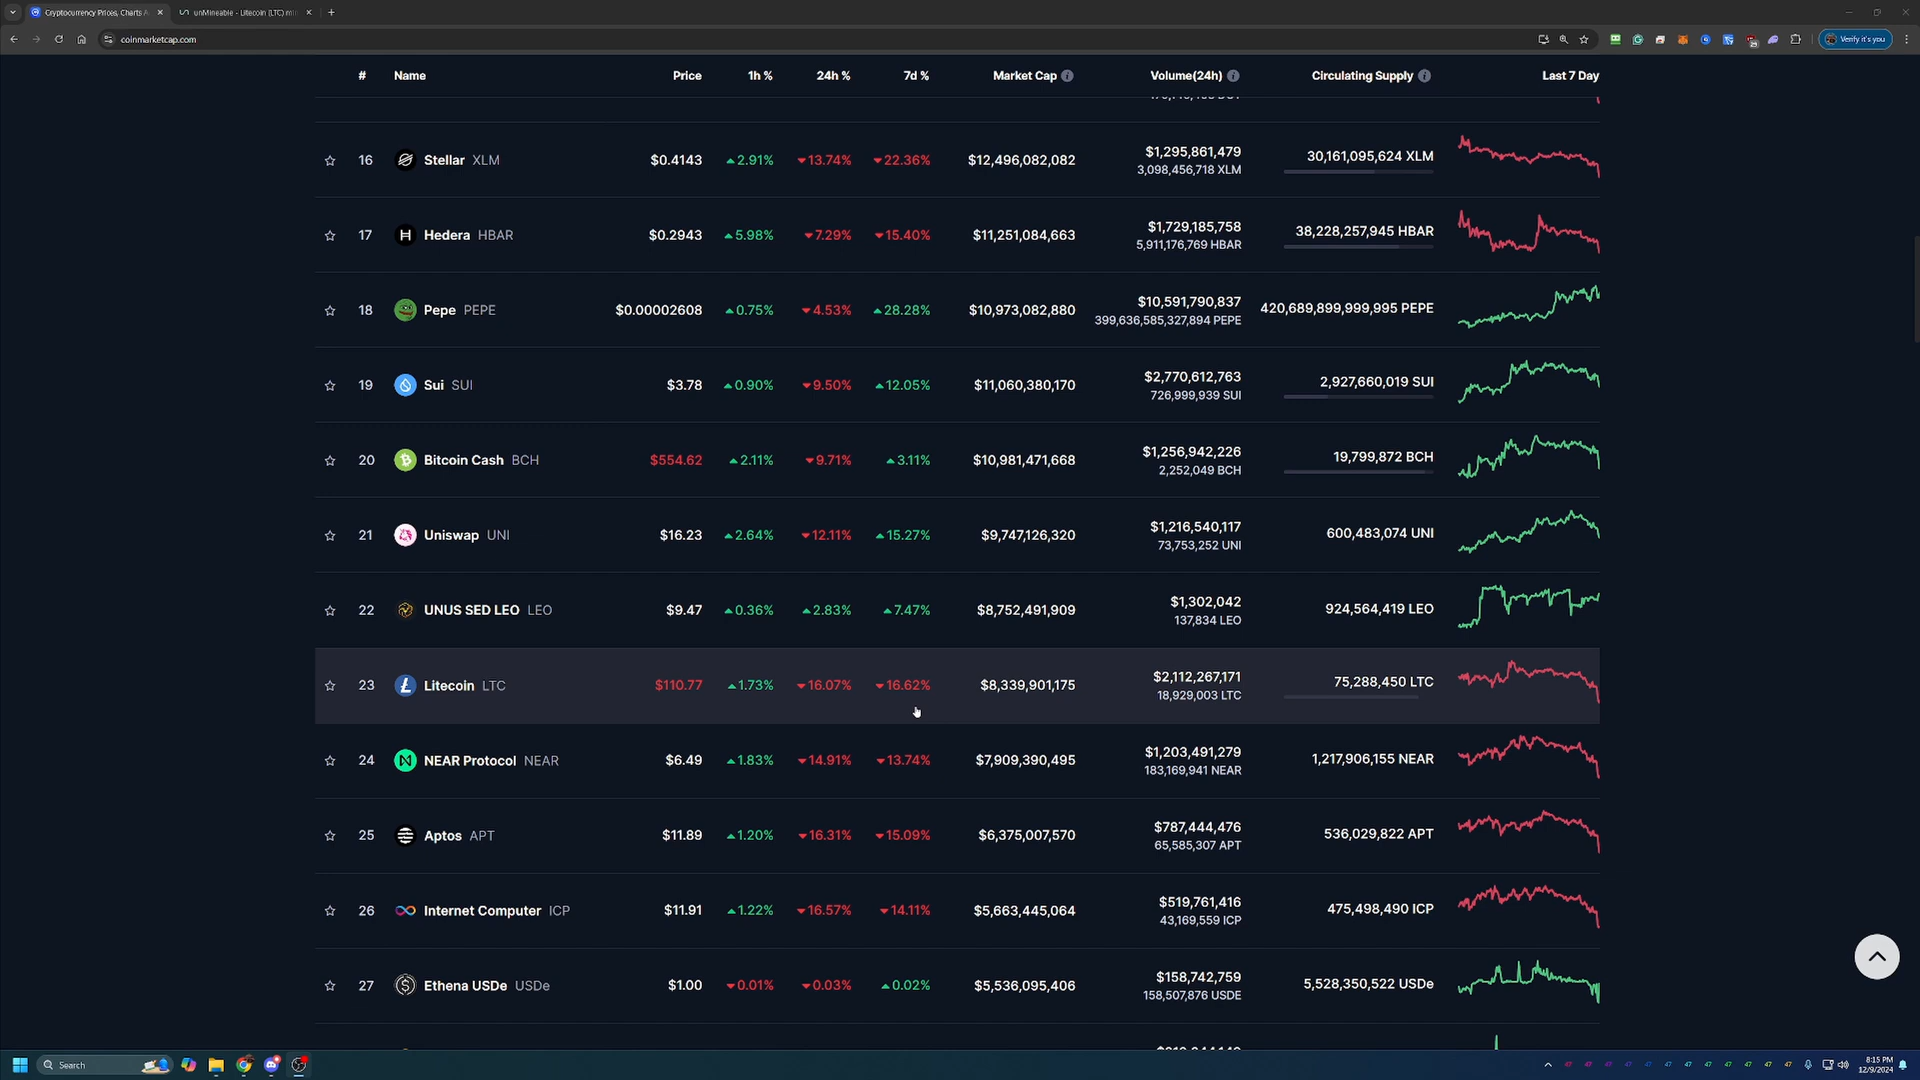 Cryptocurrency Prices, Charts A
unMineable - Litecoin (LTC) mi
coinmarketcap.com
Verify it's you
# Name Price 1h % 24h % 7d % Market Cap Volume(24h) Circulating Supply Last 7 Day
16 Stellar XLM $0.4143 2.91% 13.74% 22.36% $12,496,082,082 $1,295,861,479 30,161,095,624 XLM
3,098,456,718 XLM
17 Hedera HBAR $0.2943 5.98% 7.29% 15.40% $11,251,084,663 $1,729,185,758 38,228,257,945 HBAR
5,911,176,769 HBAR
18 Pepe PEPE $0.00002608 0.75% 4.53% 28.28% $10,973,082,880 $10,591,790,837 420,689,899,999,995 PEPE
399,636,585,327,894 PEPE
19 Sui SUI $3.78 0.90% 9.50% 12.05% $11,060,380,170 $2,770,612,763 2,927,660,019 SUI
726,999,939 SUI
20 Bitcoin Cash BCH $554.62 2.11% 9.71% 3.11% $10,981,471,668 $1,256,942,226 19,799,872 BCH
2,252,049 BCH
21 Uniswap UNI $16.23 2.64% 12.11% 15.27% $9,747,126,320 $1,216,540,117 600,483,074 UNI
73,753,252 UNI
22 UNUS SED LEO LEO $9.47 0.36% 2.83% 7.47% $8,752,491,909 $1,302,042 924,564,419 LEO
137,834 LEO
23 Litecoin LTC $110.77 1.73% 16.07% 16.62% $8,339,901,175 $2,112,267,171 75,288,450 LTC
18,929,003 LTC
24 NEAR Protocol NEAR $6.49 1.83% 14.91% 13.74% $7,909,390,495 $1,203,491,279 1,217,906,155 NEAR
183,169,941 NEAR
25 Aptos APT $11.89 1.20% 16.31% 15.09% $6,375,007,570 $787,444,476 536,029,822 APT
65,585,307 APT
26 Internet Computer ICP $11.91 1.22% 16.57% 14.11% $5,663,445,064 $519,761,416 475,498,490 ICP
43,169,559 ICP
27 Ethena USDe USDe $1.00 0.01% 0.03% 0.02% $5,536,095,406 $158,742,759 5,528,350,522 USDe
158,507,876 USDE
Search
8:15 PM
12/9/2024